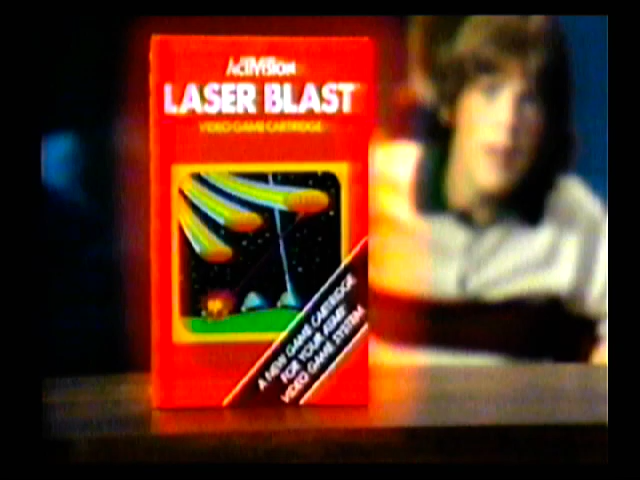 ACTIVISION
LASER BLAST
VIDEO GAME CARTRIDGE
A NEW GAME CARTRIDGE
FOR YOUR ATARI
VIDEO GAME SYSTEM